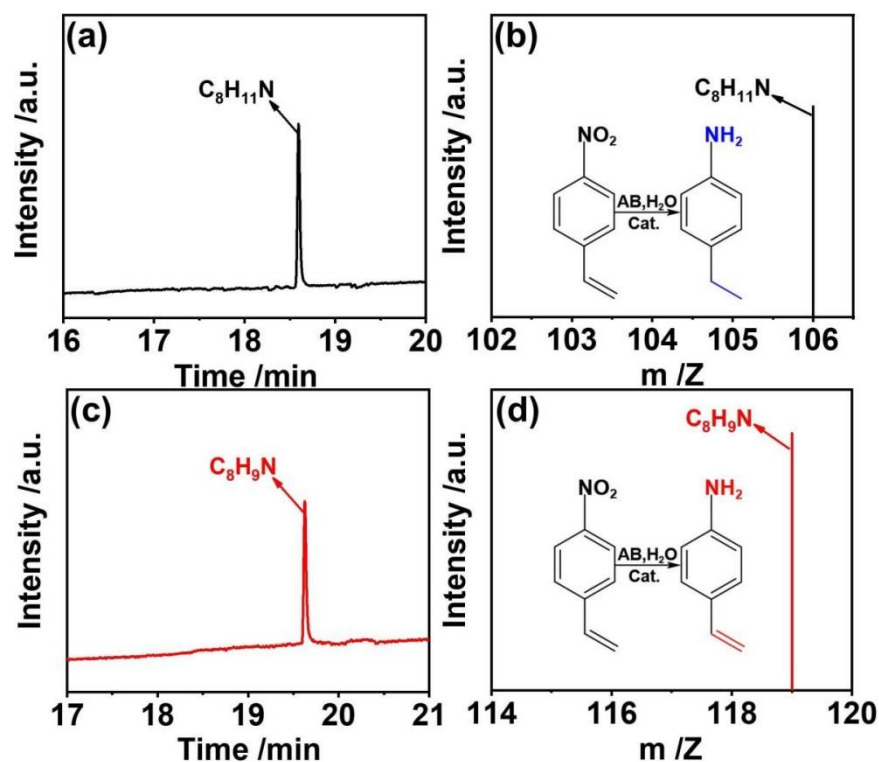 (a)
C₈H₁₁N
Intensity /a.u.
16 17 18 19 20
Time /min
(b)
C₈H₁₁N
NO₂ NH₂
AB,H₂O
Cat.
Intensity /a.u.
102 103 104 105 106
m /Z
(c)
C₈H₉N
Intensity /a.u.
17 18 19 20 21
Time /min
(d)
C₈H₉N
NO₂ NH₂
AB,H₂O
Cat.
Intensity /a.u.
114 116 118 120
m /Z